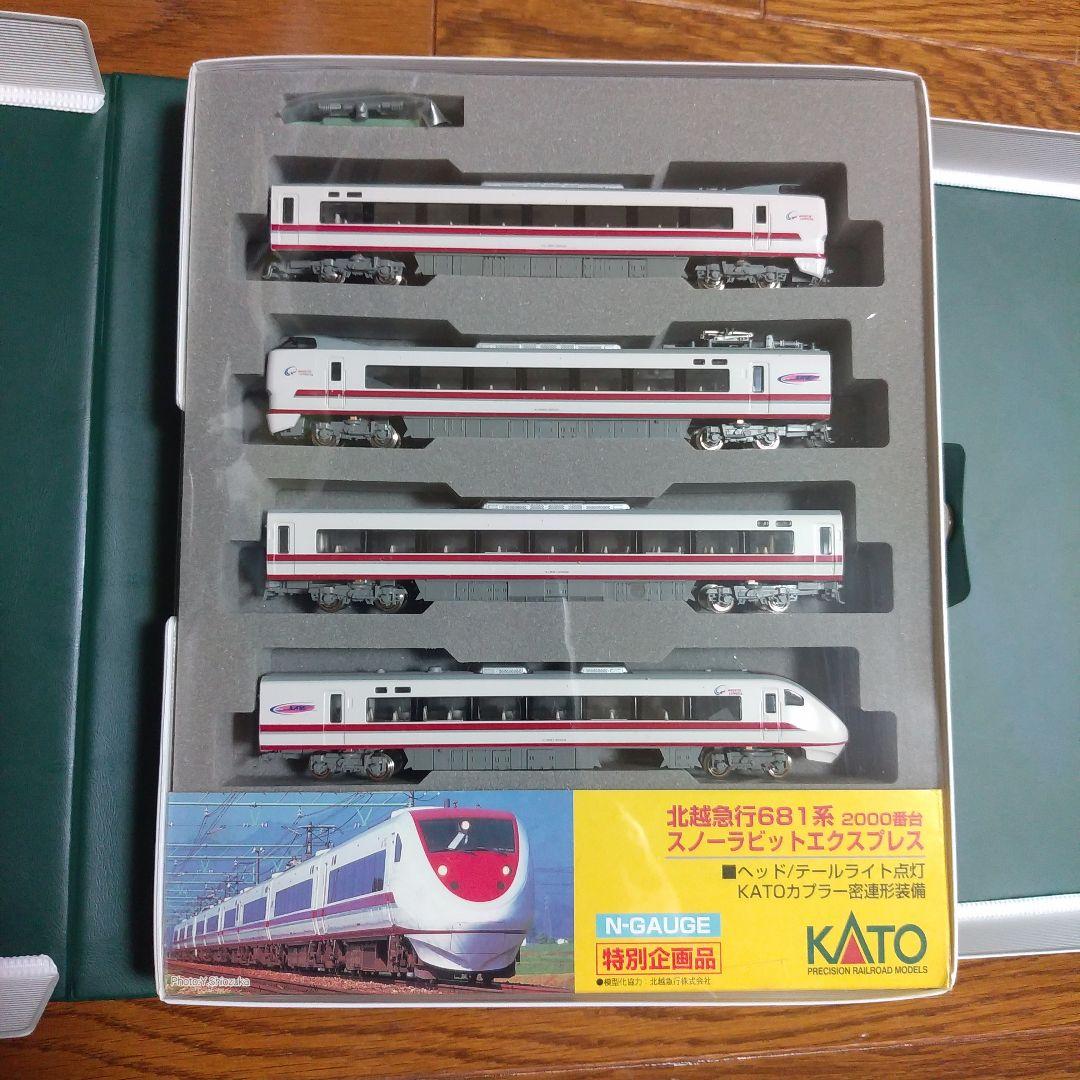 北越急行681系 2000番台
スノーラビットエクスプレス
■ヘッド/テールライト点灯
KATOカプラー密連形装備
N-GAUGE
特別企画品
KATO
PRECISION RAILROAD MODELS
●模型化協力：北越急行株式会社
Photo:Y.Shiozuka